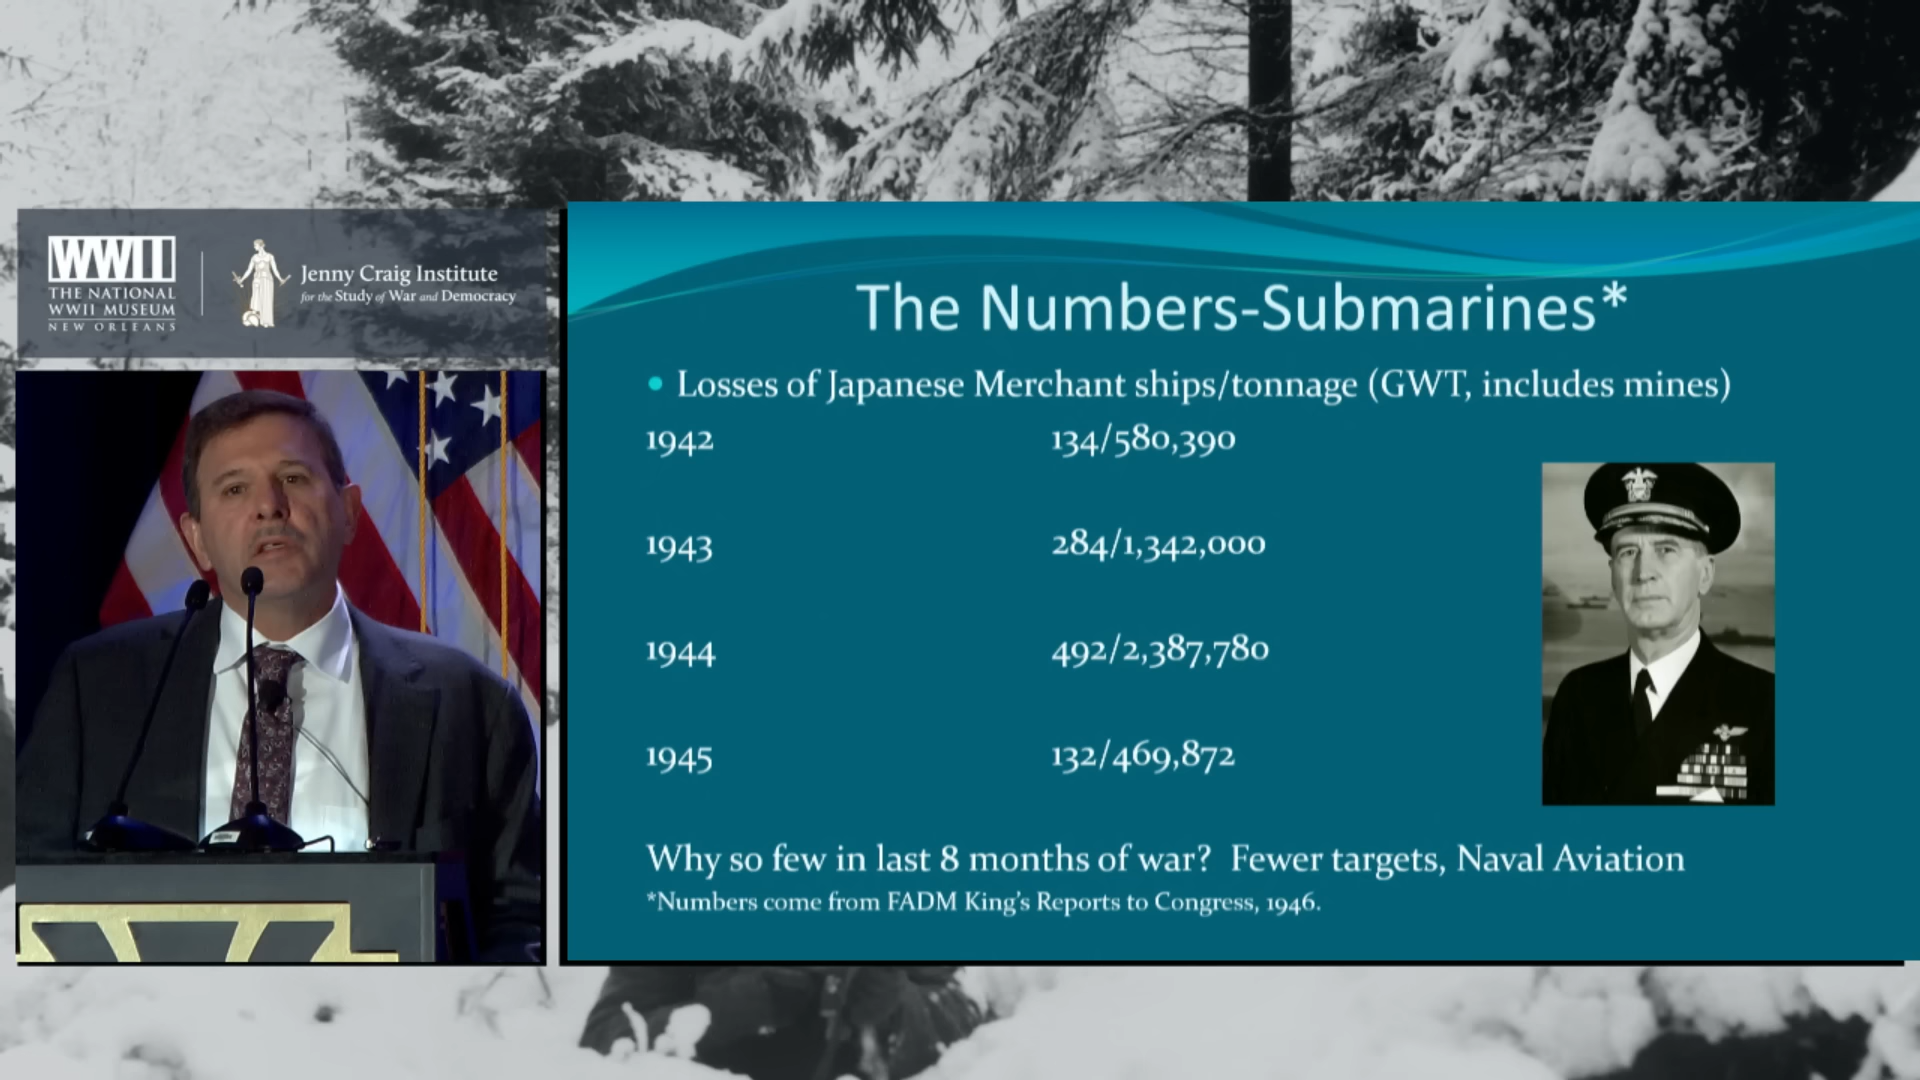 WWII
THE NATIONAL
WWII MUSEUM
NEW ORLEANS
Jenny Craig Institute
for the Study of War and Democracy
The Numbers-Submarines*
• Losses of Japanese Merchant ships/tonnage (GWT, includes mines)
1942 134/580,390
1943 284/1,342,000
1944 492/2,387,780
1945 132/469,872
Why so few in last 8 months of war? Fewer targets, Naval Aviation
*Numbers come from FADM King's Reports to Congress, 1946.